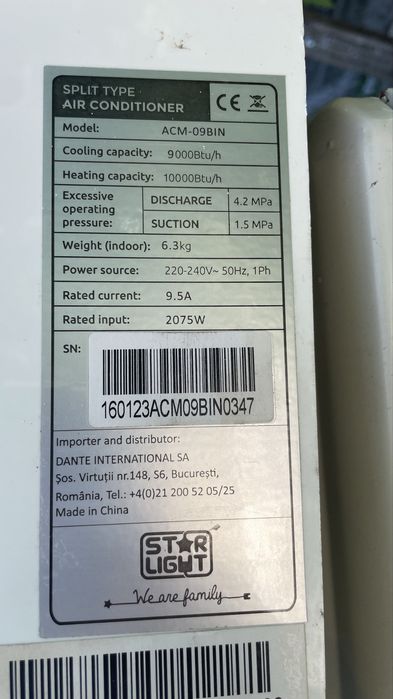 SPLIT TYPE
AIR CONDITIONER
CE
Model: ACM-09BIN
Cooling capacity: 9000Btu/h
Heating capacity: 10000Btu/h
Excessive operating pressure: DISCHARGE 4.2 MPa
SUCTION 1.5 MPa
Weight (indoor): 6.3kg
Power source: 220-240V~ 50Hz, 1Ph
Rated current: 9.5A
Rated input: 2075W
SN:
160123ACM09BIN0347
Importer and distributor:
DANTE INTERNATIONAL SA
Șos. Virtuții nr.148, S6, București,
România, Tel.: +4(0)21 200 52 05/25
Made in China
STAR
LIGHT
We are family